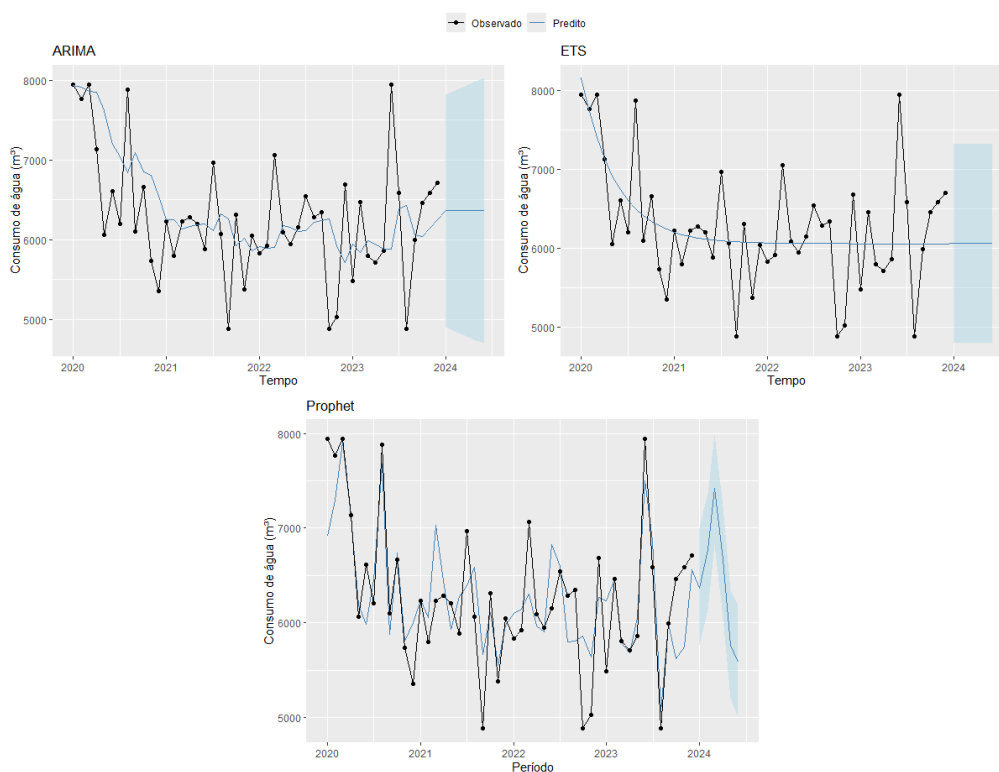 Observado Predito
ARIMA
8000
7000
6000
5000
Consumo de água (m³)
2020 2021 2022 2023 2024
Tempo
ETS
8000
7000
6000
5000
Consumo de água (m³)
2020 2021 2022 2023 2024
Tempo
Prophet
8000
7000
6000
5000
Consumo de água (m³)
2020 2021 2022 2023 2024
Período